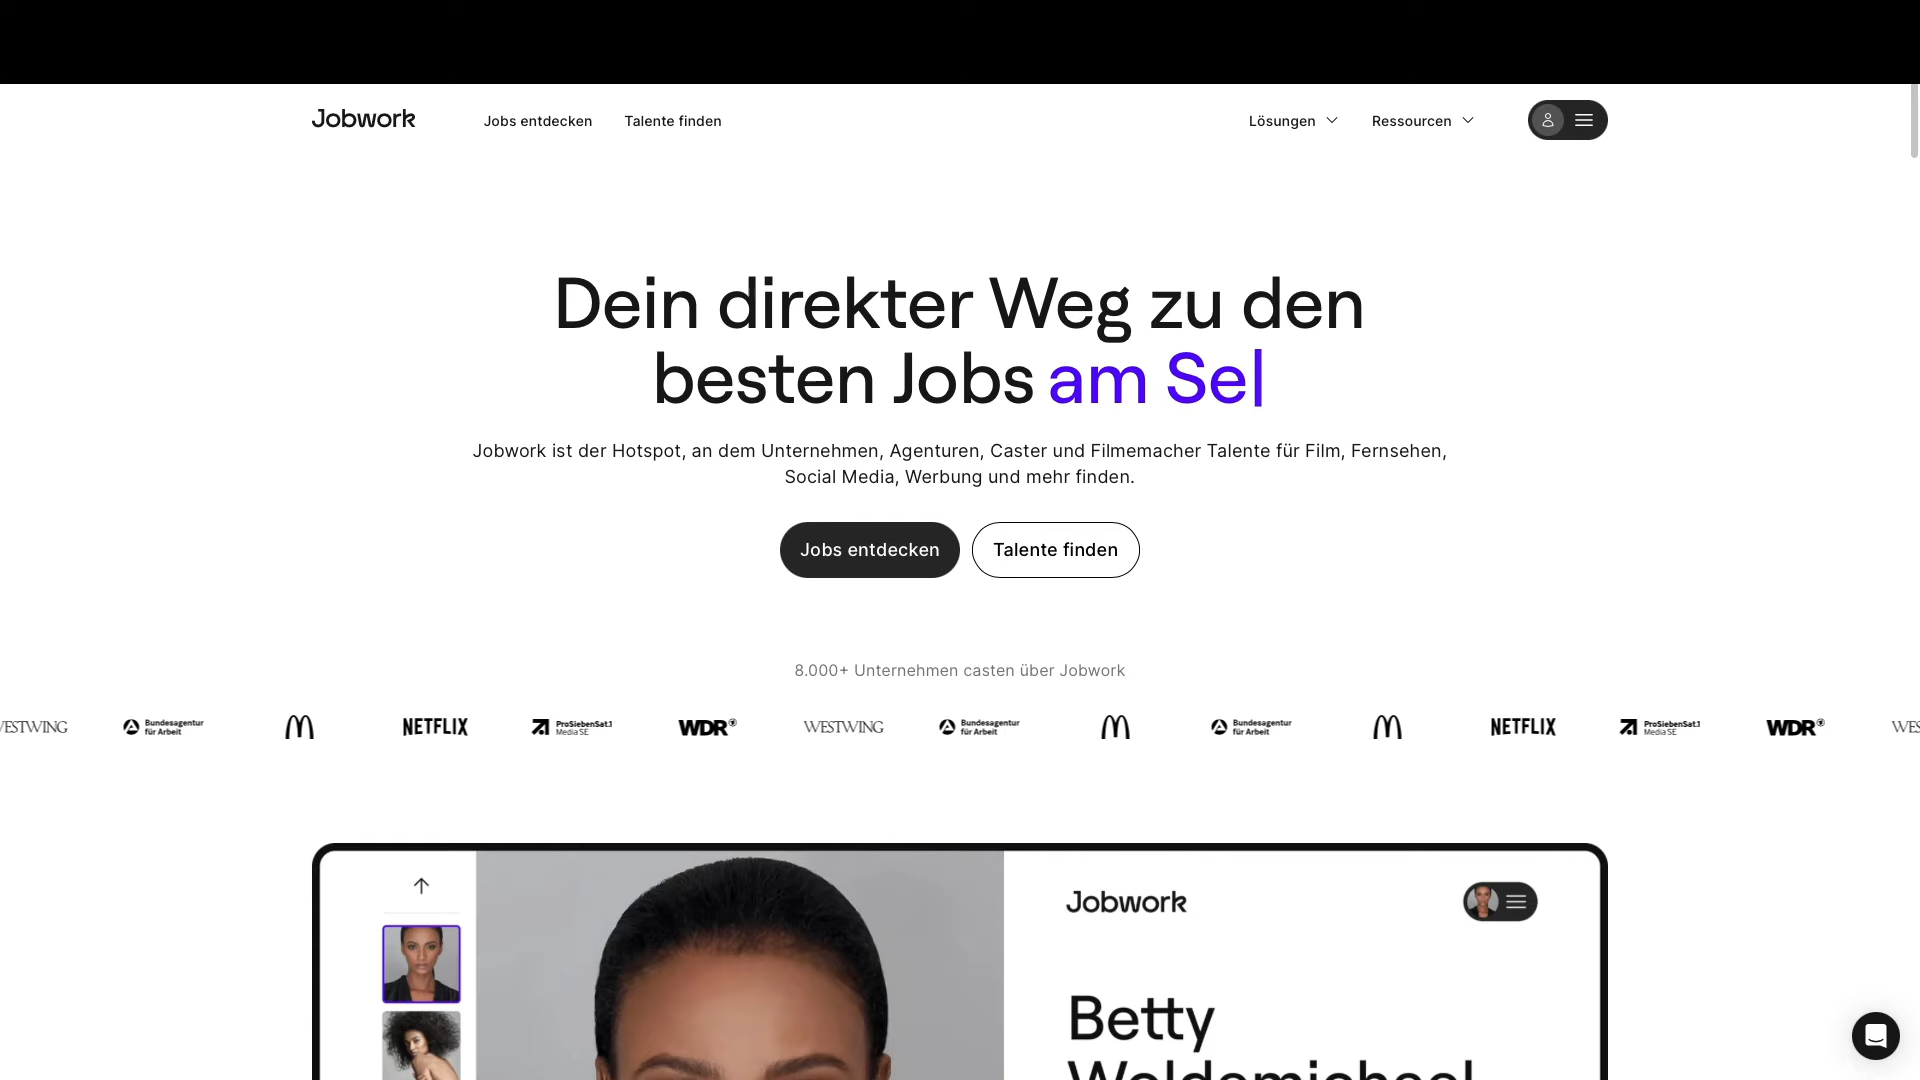 Jobwork
Jobs entdecken
Talente finden
Lösungen
Ressourcen
Dein direkter Weg zu den
besten Jobs am Se
Jobwork ist der Hotspot, an dem Unternehmen, Agenturen, Caster und Filmemacher Talente für Film, Fernsehen,
Social Media, Werbung und mehr finden.
Jobs entdecken
Talente finden
8.000+ Unternehmen casten über Jobwork
WESTWING
Bundesagentur
für Arbeit
NETFLIX
ProSiebenSat.1
Media SE
WDR
WESTWING
Bundesagentur
für Arbeit
Bundesagentur
für Arbeit
NETFLIX
ProSiebenSat.1
Media SE
WDR
WES
Jobwork
Betty
Woldemichael